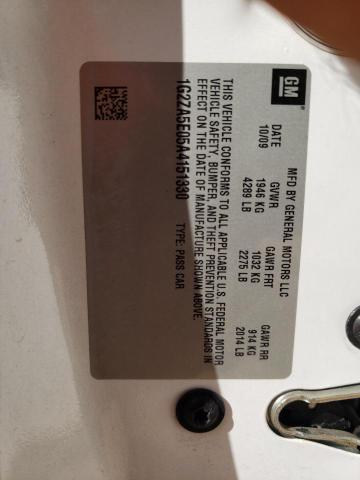 GM
MFD BY GENERAL MOTORS LLC
DATE GVWR GAWR FRT GAWR RR
10/09 1946 KG 1032 KG 914 KG
4289 LB 2275 LB 2014 LB
THIS VEHICLE CONFORMS TO ALL APPLICABLE U.S. FEDERAL MOTOR
VEHICLE SAFETY, BUMPER, AND THEFT PREVENTION STANDARDS IN
EFFECT ON THE DATE OF MANUFACTURE SHOWN ABOVE.
1G2ZA5E05A4151330 TYPE: PASS CAR